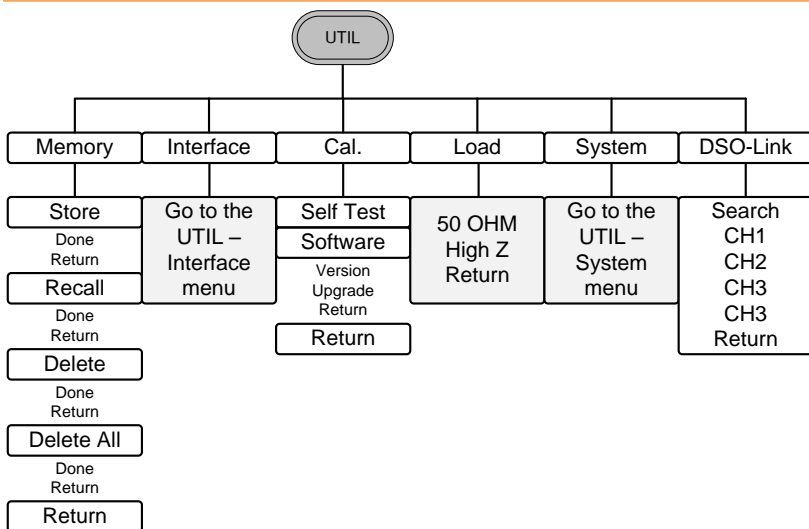 UTIL
Memory
Interface
Cal.
Load
System
DSO-Link
Store
Done
Return
Recall
Done
Return
Delete
Done
Return
Delete All
Done
Return
Return
Go to the
UTIL –
Interface
menu
Self Test
Software
Version
Upgrade
Return
Return
50 OHM
High Z
Return
Go to the
UTIL –
System
menu
Search
CH1
CH2
CH3
CH3
Return